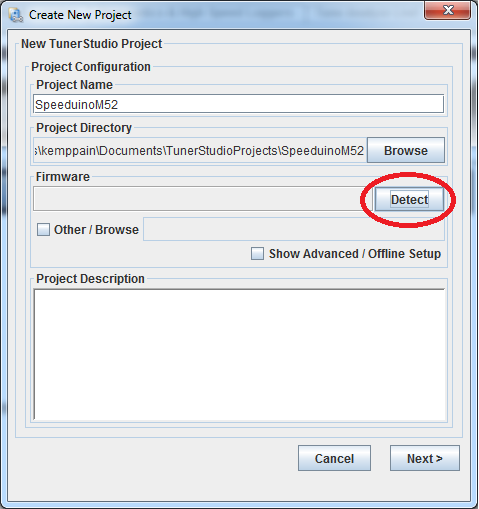 Create New Project
New TunerStudio Project
Project Configuration
Project Name
SpeeduinoM52
Project Directory
s\kemppain\Documents\TunerStudioProjects\SpeeduinoM52 Browse
Firmware
Detect
Other / Browse
Show Advanced / Offline Setup
Project Description
Cancel Next >